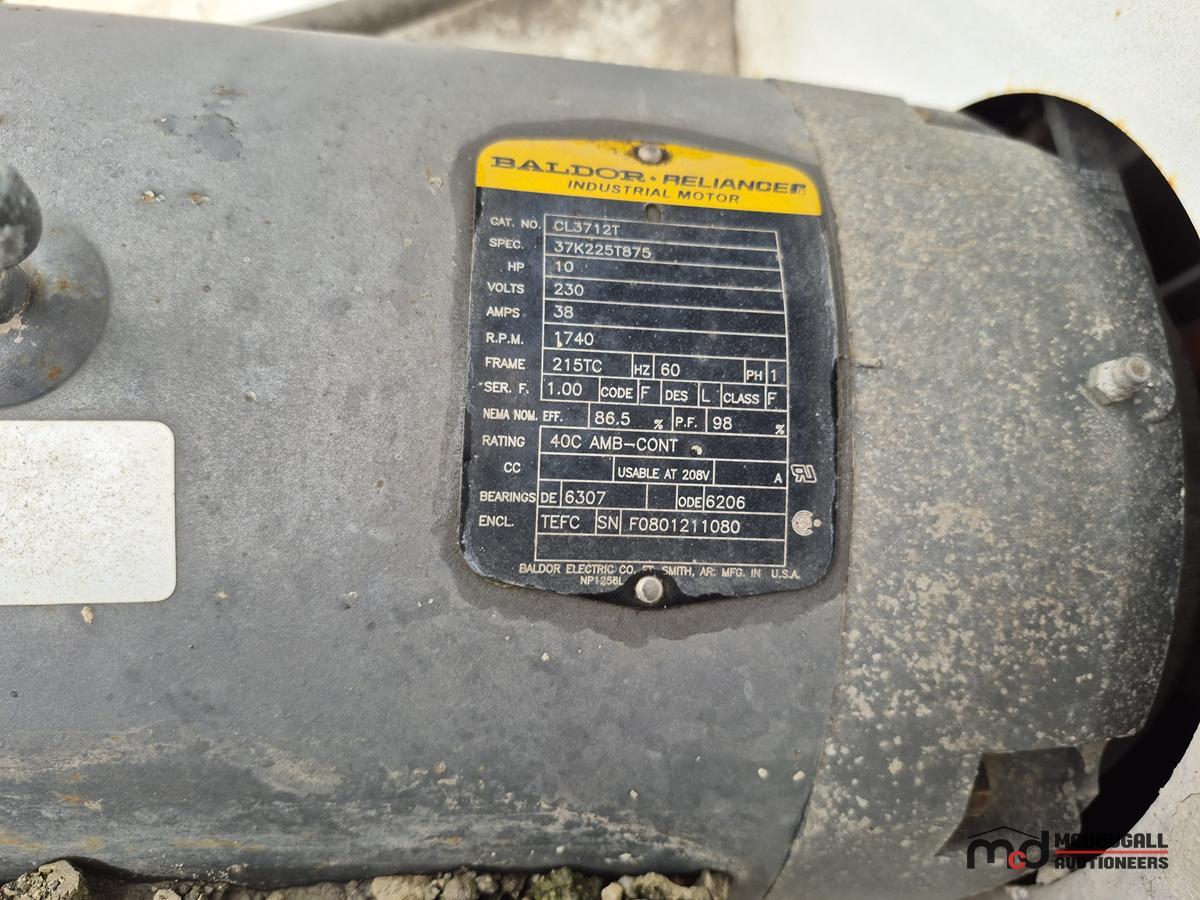 BALDOR • RELIANCE
INDUSTRIAL MOTOR
CAT. NO. CL3712T
SPEC. 37K225T875
HP 10
VOLTS 230
AMPS 38
R.P.M. 1740
FRAME 215TC HZ 60 PH 1
SER. F. 1.00 CODE F DES L CLASS F
NEMA NOM. EFF. 86.5 % P.F. 98 %
RATING 40C AMB-CONT
CC USABLE AT 208V A
BEARINGS DE 6307 ODE 6206
ENCL. TEFC SN F0801211080
BALDOR ELECTRIC CO. FT. SMITH, AR. MFG. IN U.S.A.
NP1256L
mcd MCDOUGALL
AUCTIONEERS